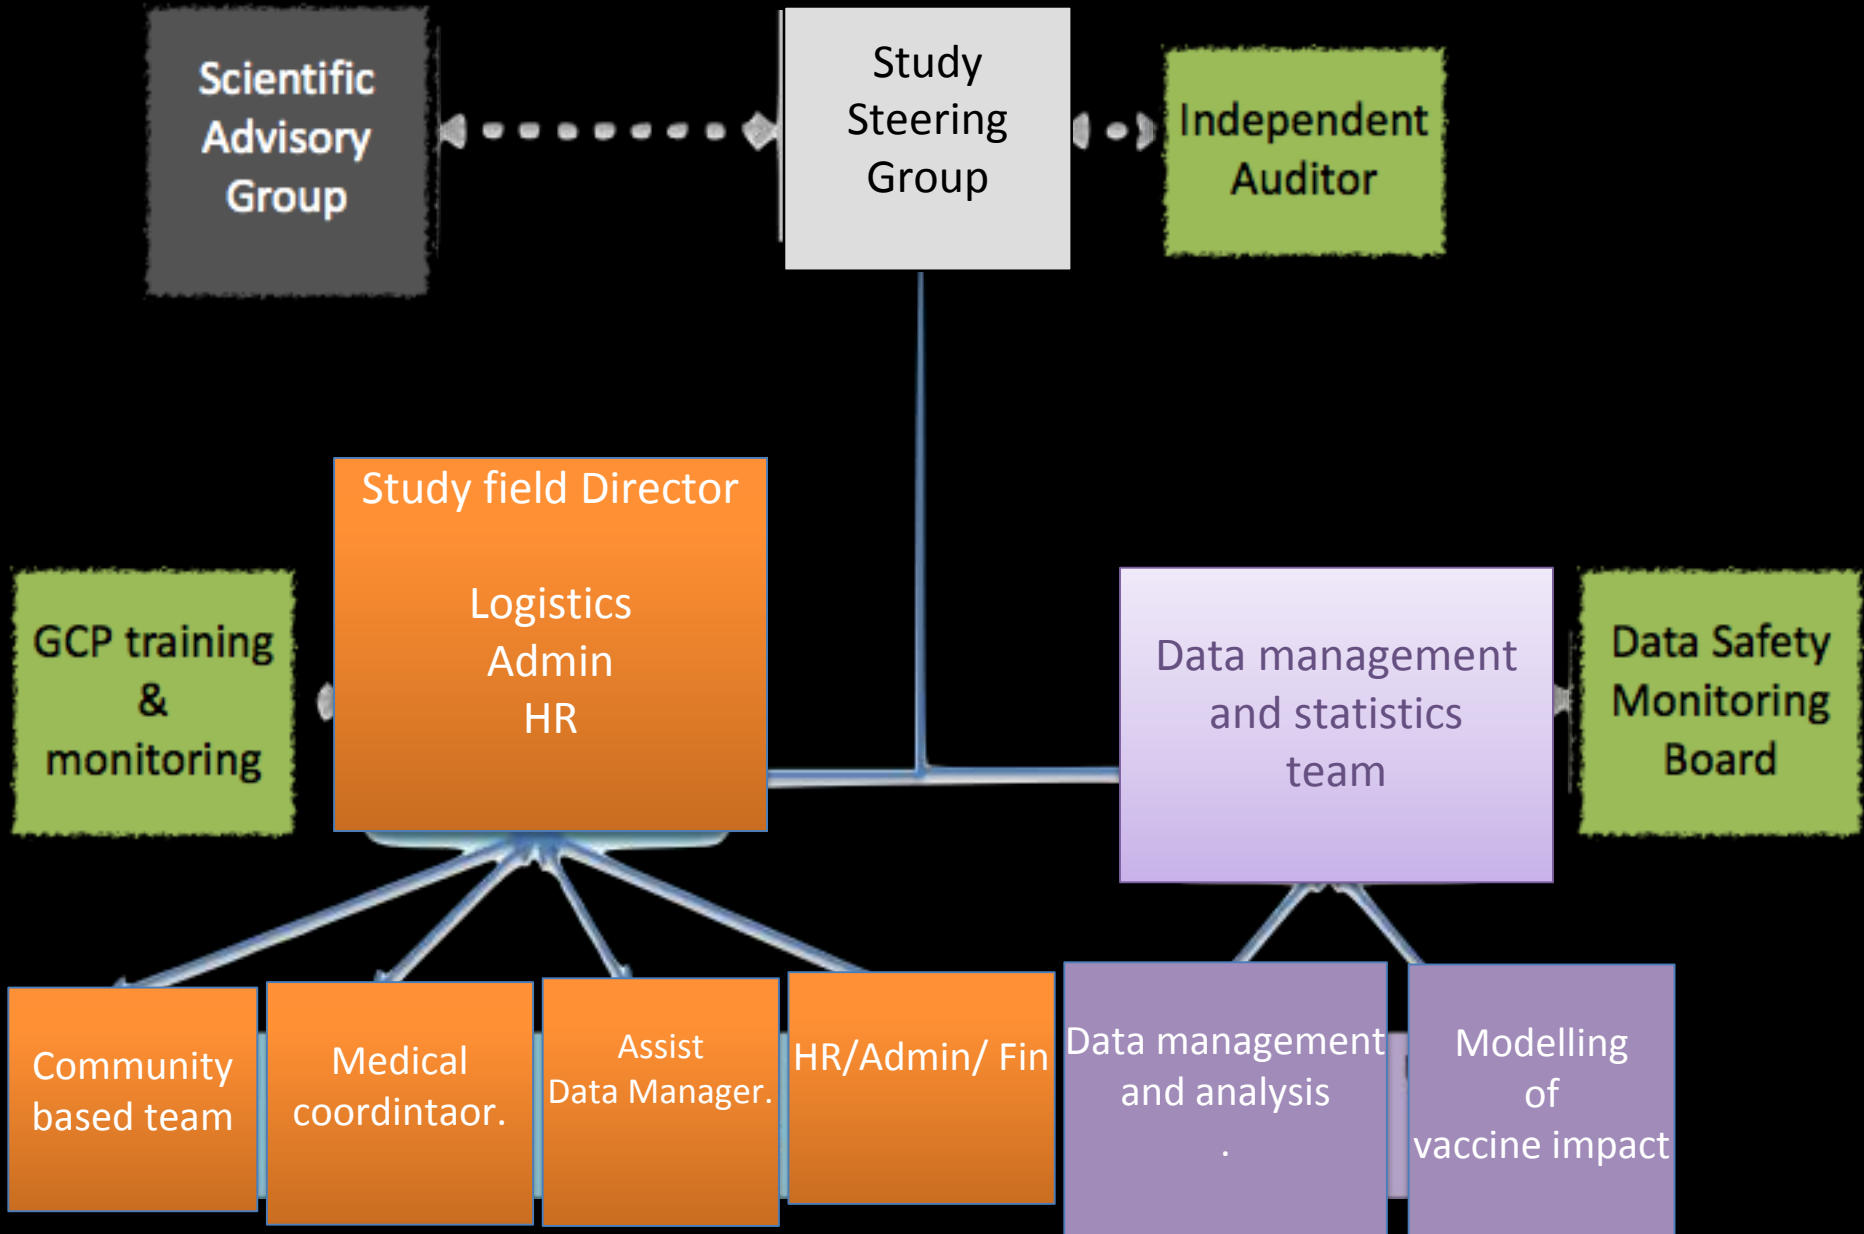 Scientific
Advisory
Group
Study
Steering
Group
Independent
Auditor
Study field Director
Logistics
Admin
HR
GCP training
&
monitoring
Data management
and statistics
team
Data Safety
Monitoring
Board
Community
based team
Medical
coordintaor.
Assist
Data Manager.
HR/Admin/ Fin
Data management
and analysis
.
Modelling
of
vaccine impact